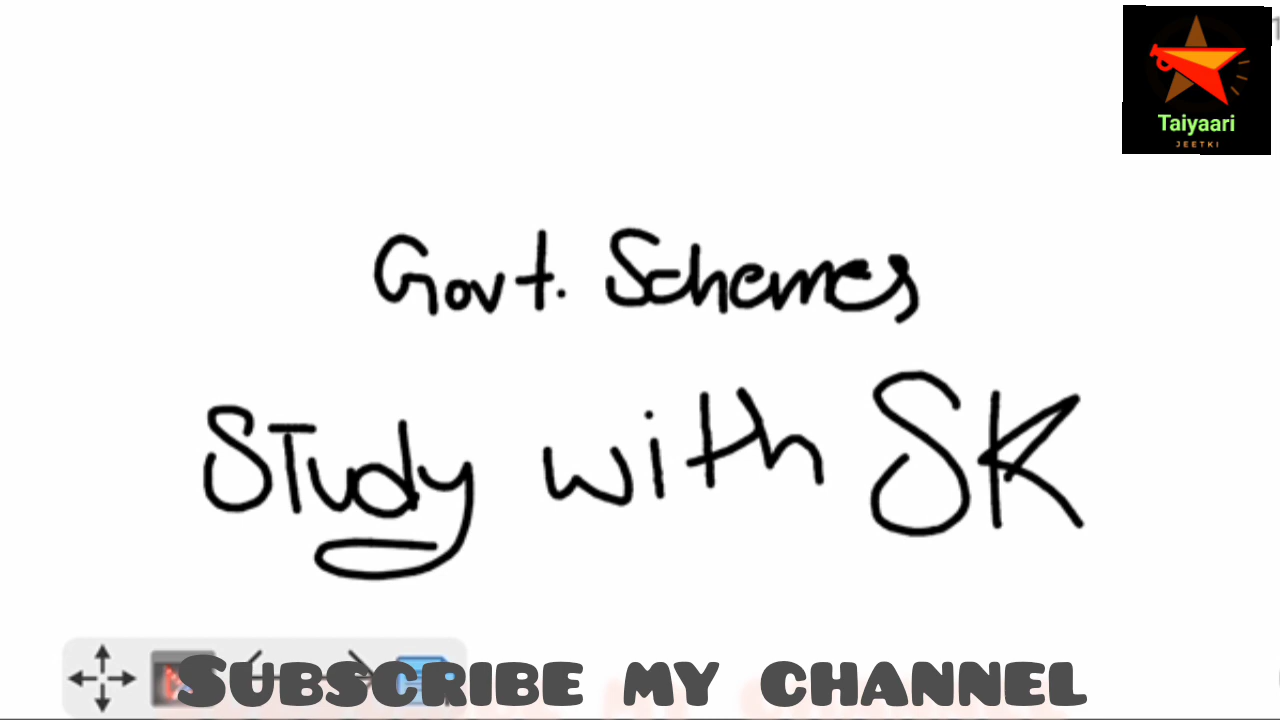 Taiyaari
JEETKI
Govt. Schemes
Study with SK
SUBSCRIBE MY CHANNEL